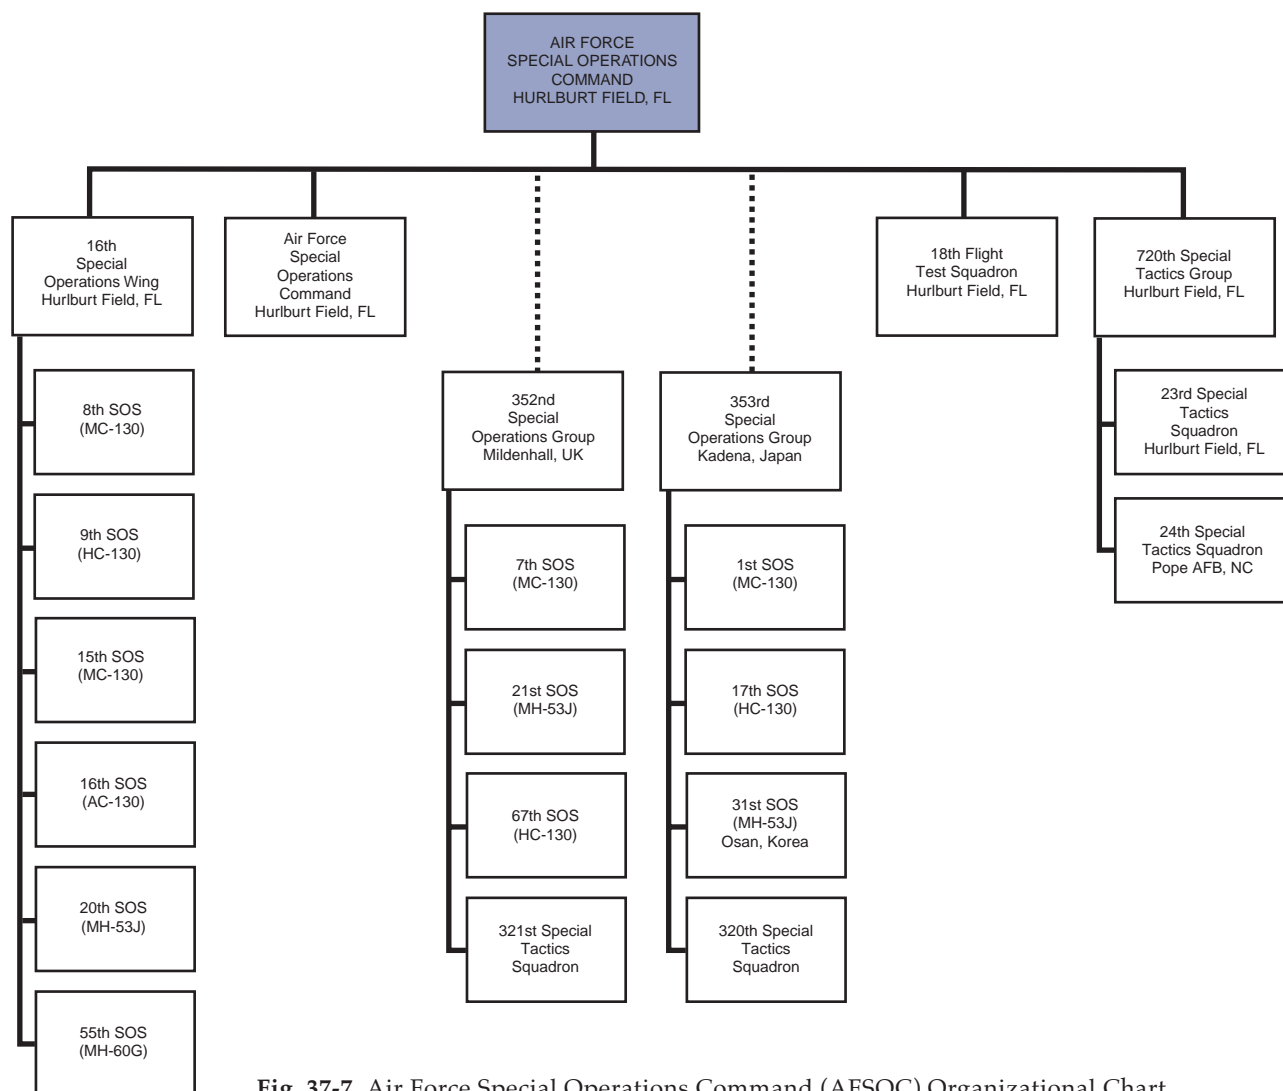 AIR FORCE
SPECIAL OPERATIONS
COMMAND
HURLBURT FIELD, FL
16th
Special
Operations Wing
Hurlburt Field, FL
Air Force
Special
Operations
Command
Hurlburt Field, FL
18th Flight
Test Squadron
Hurlburt Field, FL
720th Special
Tactics Group
Hurlburt Field, FL
8th SOS
(MC-130)
9th SOS
(HC-130)
15th SOS
(MC-130)
16th SOS
(AC-130)
20th SOS
(MH-53J)
55th SOS
(MH-60G)
352nd
Special
Operations Group
Mildenhall, UK
7th SOS
(MC-130)
21st SOS
(MH-53J)
67th SOS
(HC-130)
321st Special
Tactics
Squadron
353rd
Special
Operations Group
Kadena, Japan
1st SOS
(MC-130)
17th SOS
(HC-130)
31st SOS
(MH-53J)
Osan, Korea
320th Special
Tactics
Squadron
23rd Special
Tactics
Squadron
Hurlburt Field, FL
24th Special
Tactics Squadron
Pope AFB, NC
Fig. 37-7. Air Force Special Operations Command (AFSOC) Organizational Chart